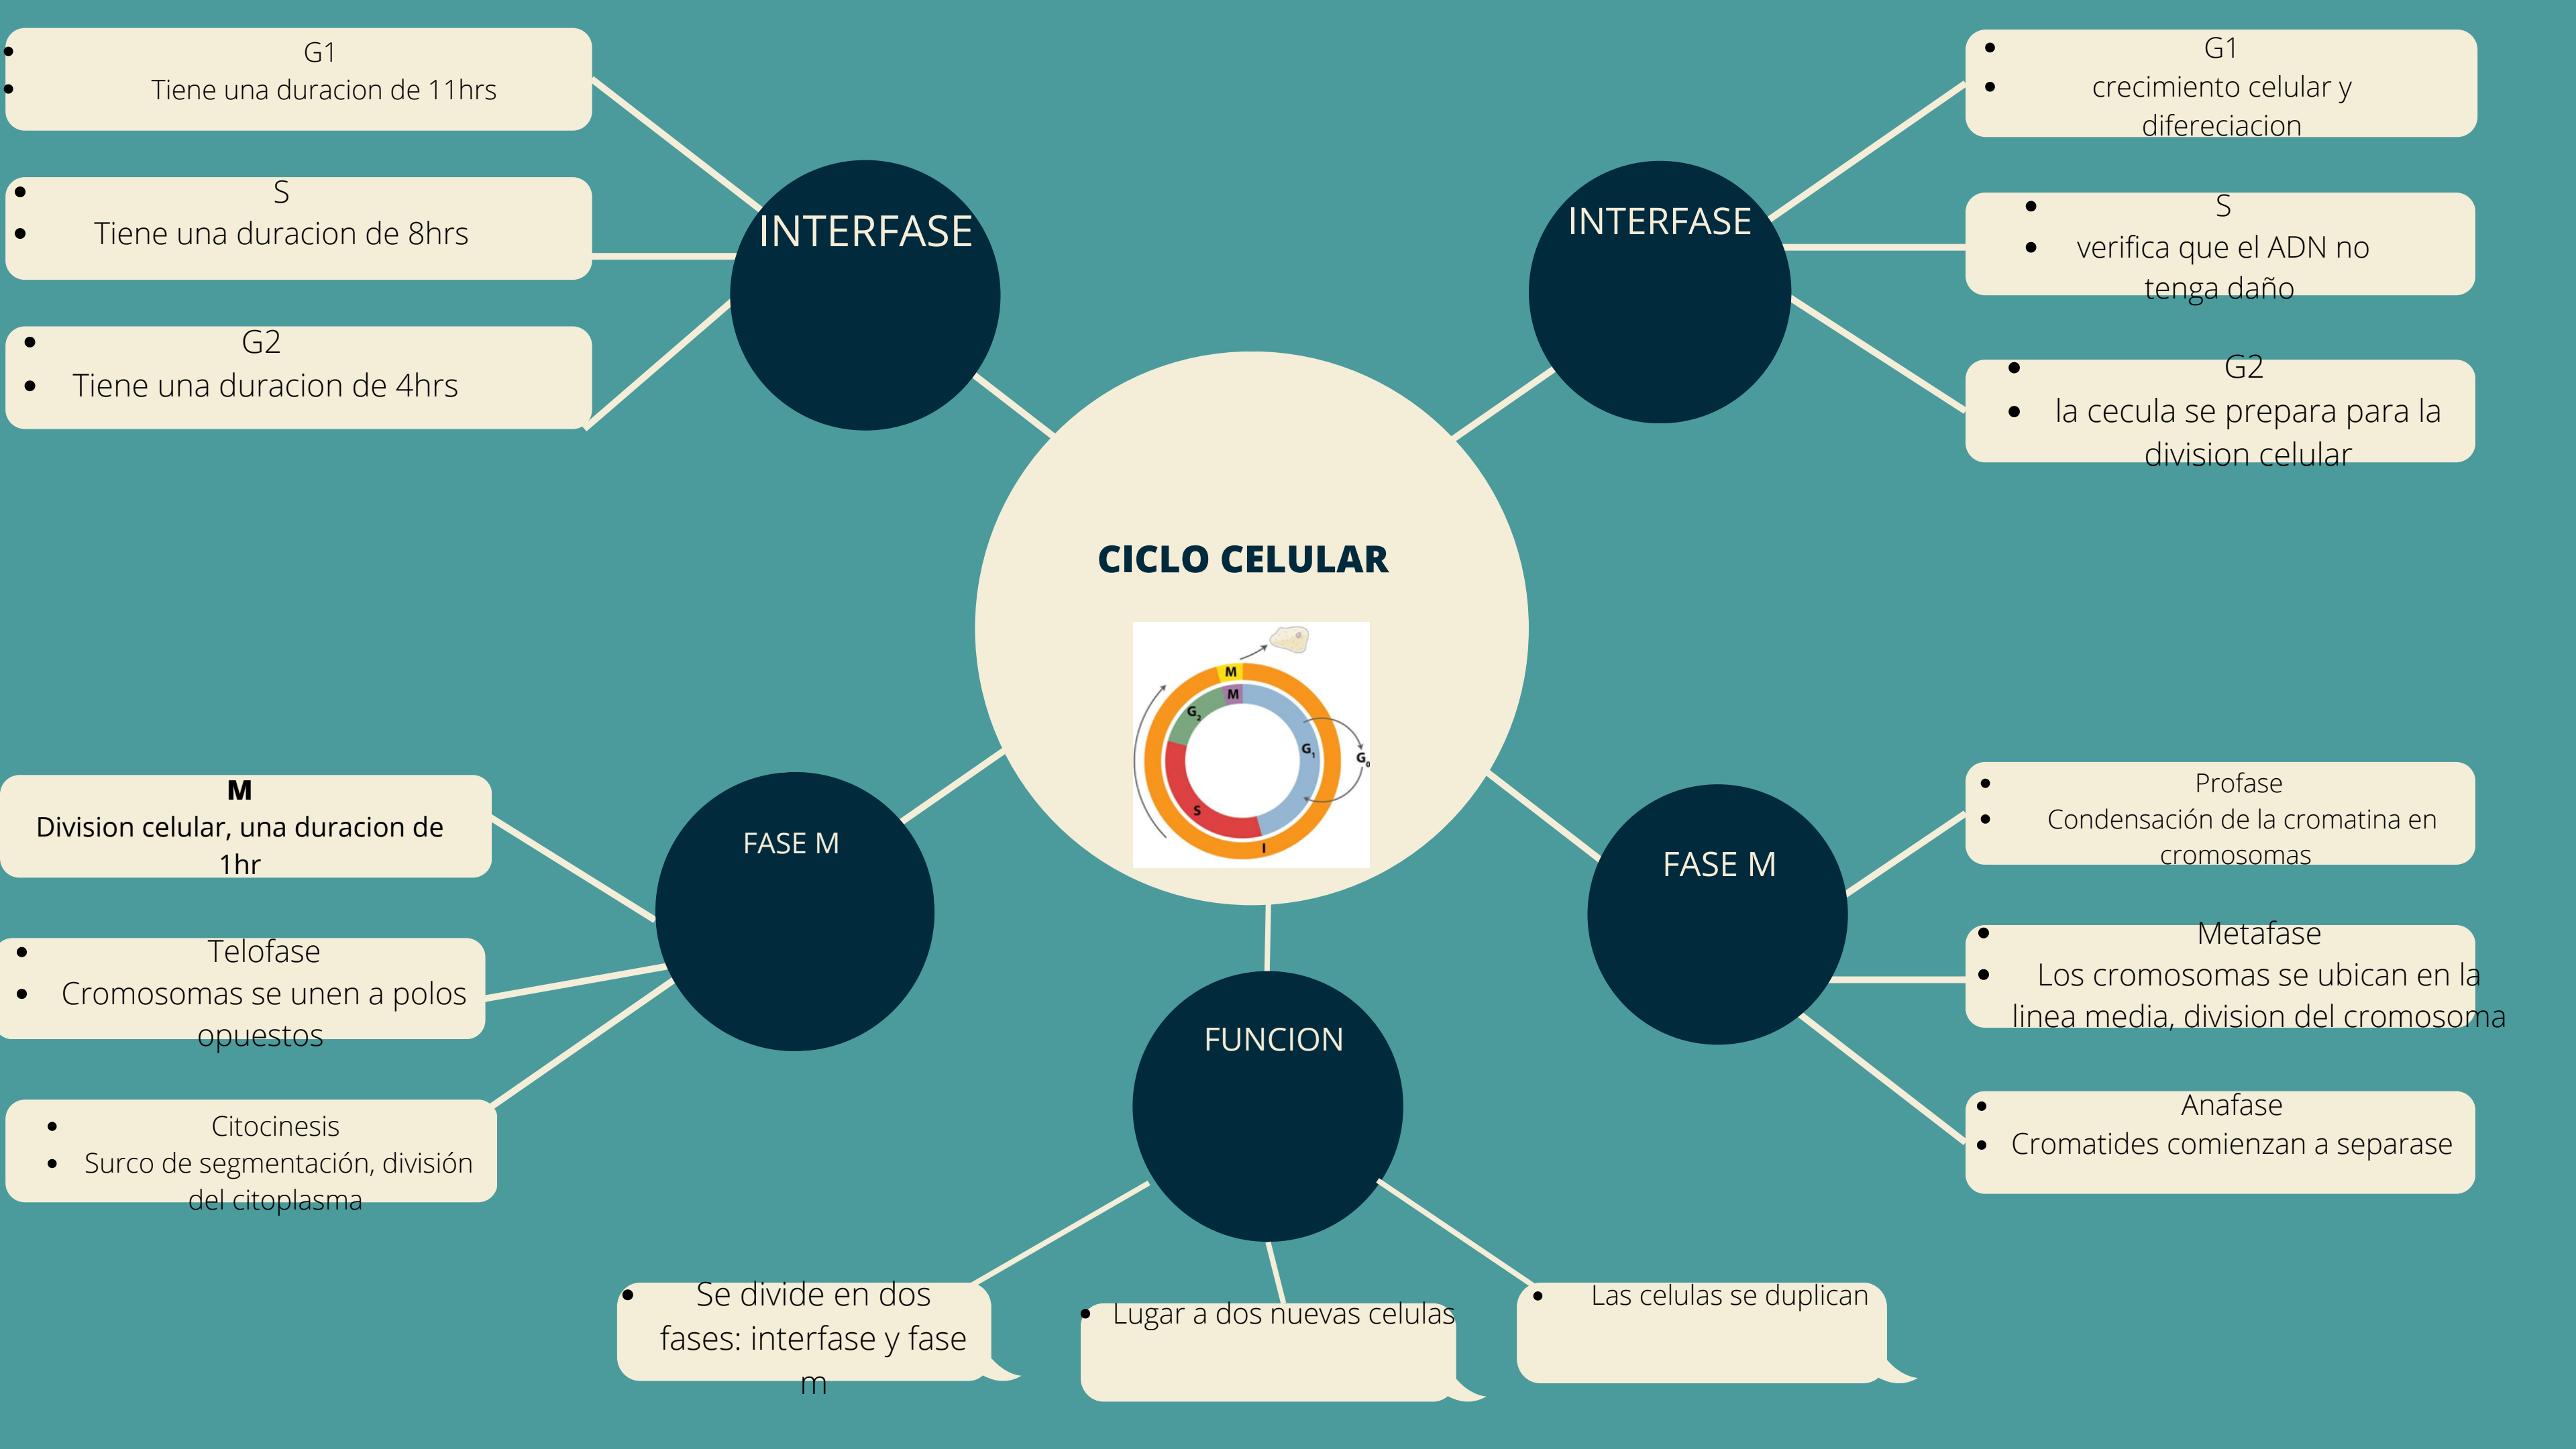 G1
Tiene una duracion de 11hrs
S
Tiene una duracion de 8hrs
G2
Tiene una duracion de 4hrs
INTERFASE
INTERFASE
G1
crecimiento celular y
difereciacion
S
verifica que el ADN no
tenga daño
G2
la cecula se prepara para la
division celular
CICLO CELULAR
M
M
G2
G1
G0
S
I
M
Division celular, una duracion de
1hr
Telofase
Cromosomas se unen a polos
opuestos
Citocinesis
Surco de segmentación, división
del citoplasma
FASE M
FASE M
Profase
Condensación de la cromatina en
cromosomas
Metafase
Los cromosomas se ubican en la
linea media, division del cromosoma
Anafase
Cromatides comienzan a separase
FUNCION
Se divide en dos
fases: interfase y fase
m
Lugar a dos nuevas celulas
Las celulas se duplican